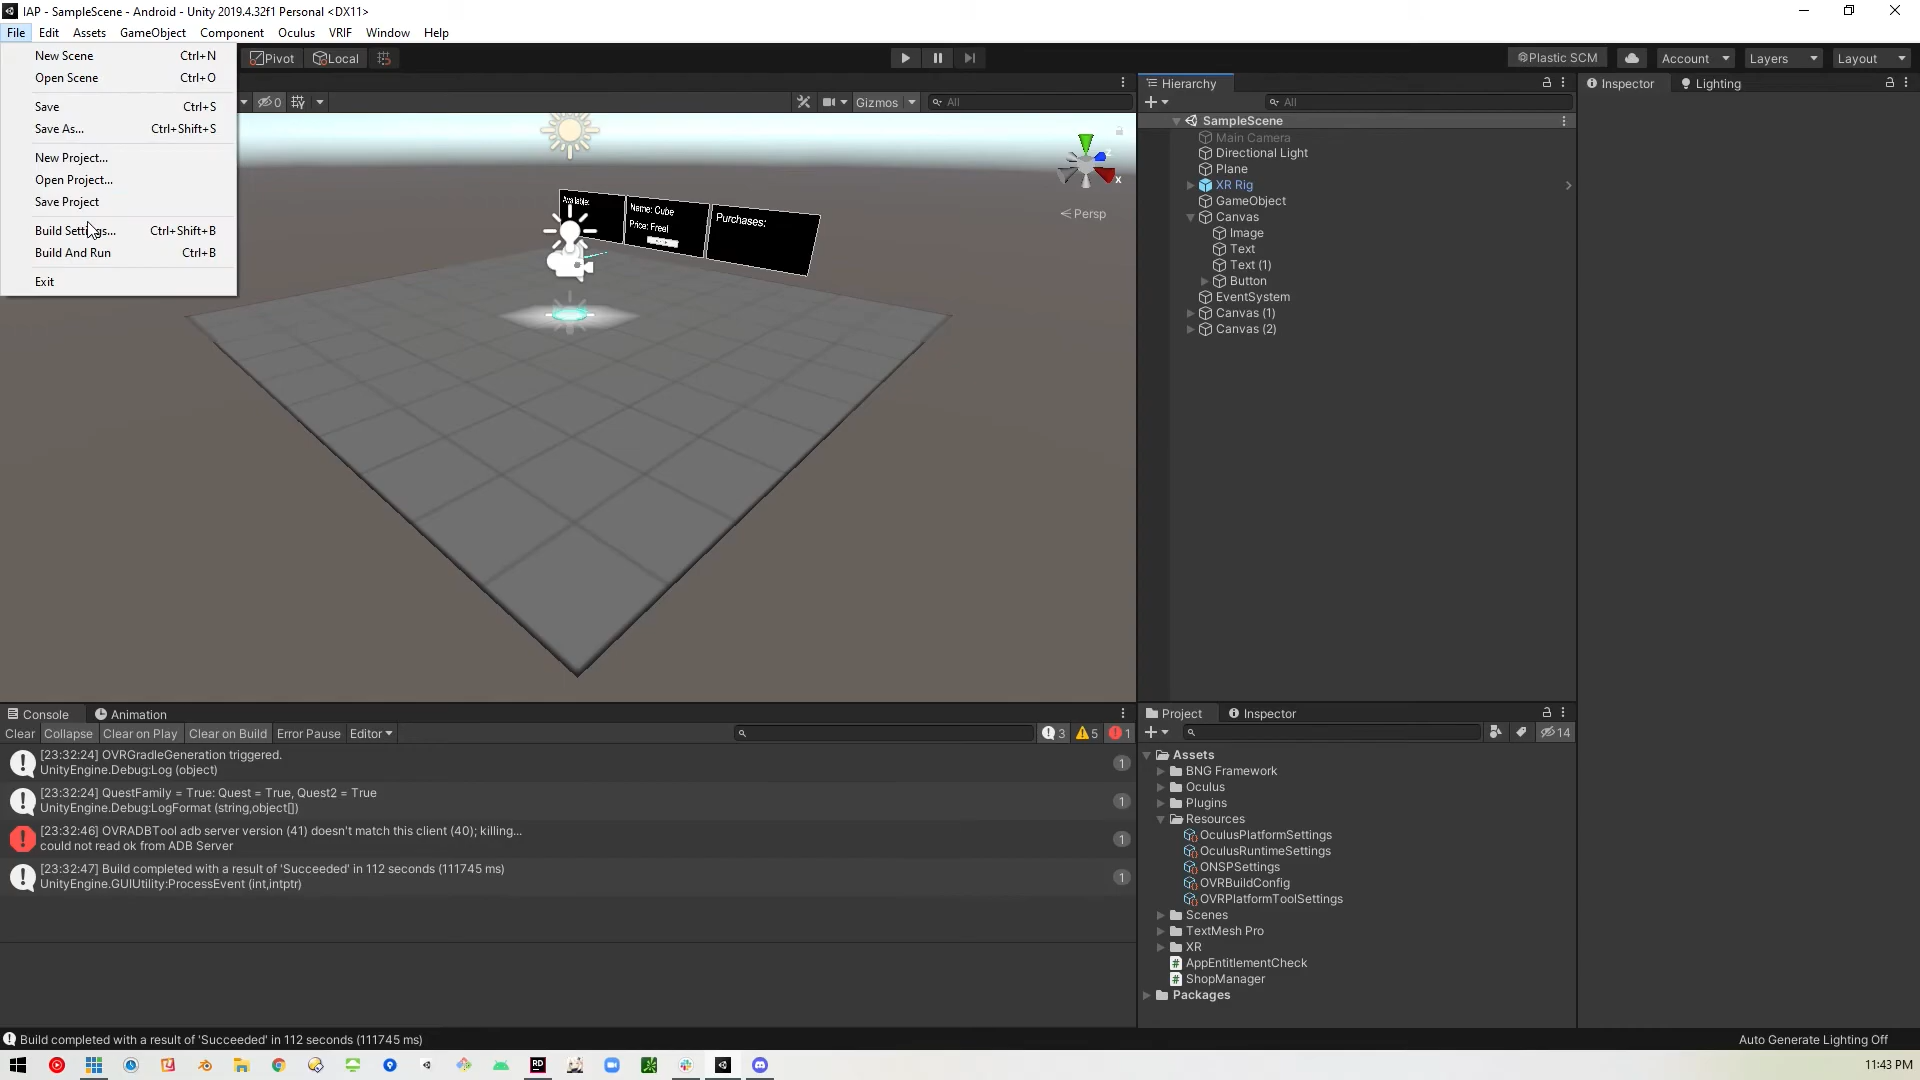 IAP - SampleScene - Android - Unity 2019.4.32f1 Personal <DX11>
File Edit Assets GameObject Component Oculus VRIF Window Help
New Scene Ctrl+N
Open Scene Ctrl+O
Save Ctrl+S
Save As... Ctrl+Shift+S
New Project...
Open Project...
Save Project
Build Settings... Ctrl+Shift+B
Build And Run Ctrl+B
Exit
Pivot Local
Plastic SCM Account Layers Layout
0 Gizmos All
Persp
x
z
Available:
Name: Cube
Price: Free!
Purchases:
Hierarchy
All
SampleScene
Main Camera
Directional Light
Plane
XR Rig
GameObject
Canvas
Image
Text
Text (1)
Button
EventSystem
Canvas (1)
Canvas (2)
Inspector Lighting
Console Animation
Clear Collapse Clear on Play Clear on Build Error Pause Editor 3 5 1
[23:32:24] OVRGradleGeneration triggered.
UnityEngine.Debug:Log (object)
1
[23:32:24] QuestFamily = True: Quest = True, Quest2 = True
UnityEngine.Debug:LogFormat (string,object[])
1
[23:32:46] OVRADBTool adb server version (41) doesn't match this client (40); killing...
could not read ok from ADB Server
1
[23:32:47] Build completed with a result of 'Succeeded' in 112 seconds (111745 ms)
UnityEngine.GUIUtility:ProcessEvent (int,intptr)
1
Project Inspector
14
Assets
BNG Framework
Oculus
Plugins
Resources
OculusPlatformSettings
OculusRuntimeSettings
ONSPSettings
OVRBuildConfig
OVRPlatformToolSettings
Scenes
TextMesh Pro
XR
AppEntitlementCheck
ShopManager
Packages
Build completed with a result of 'Succeeded' in 112 seconds (111745 ms)
Auto Generate Lighting Off
RD
11:43 PM